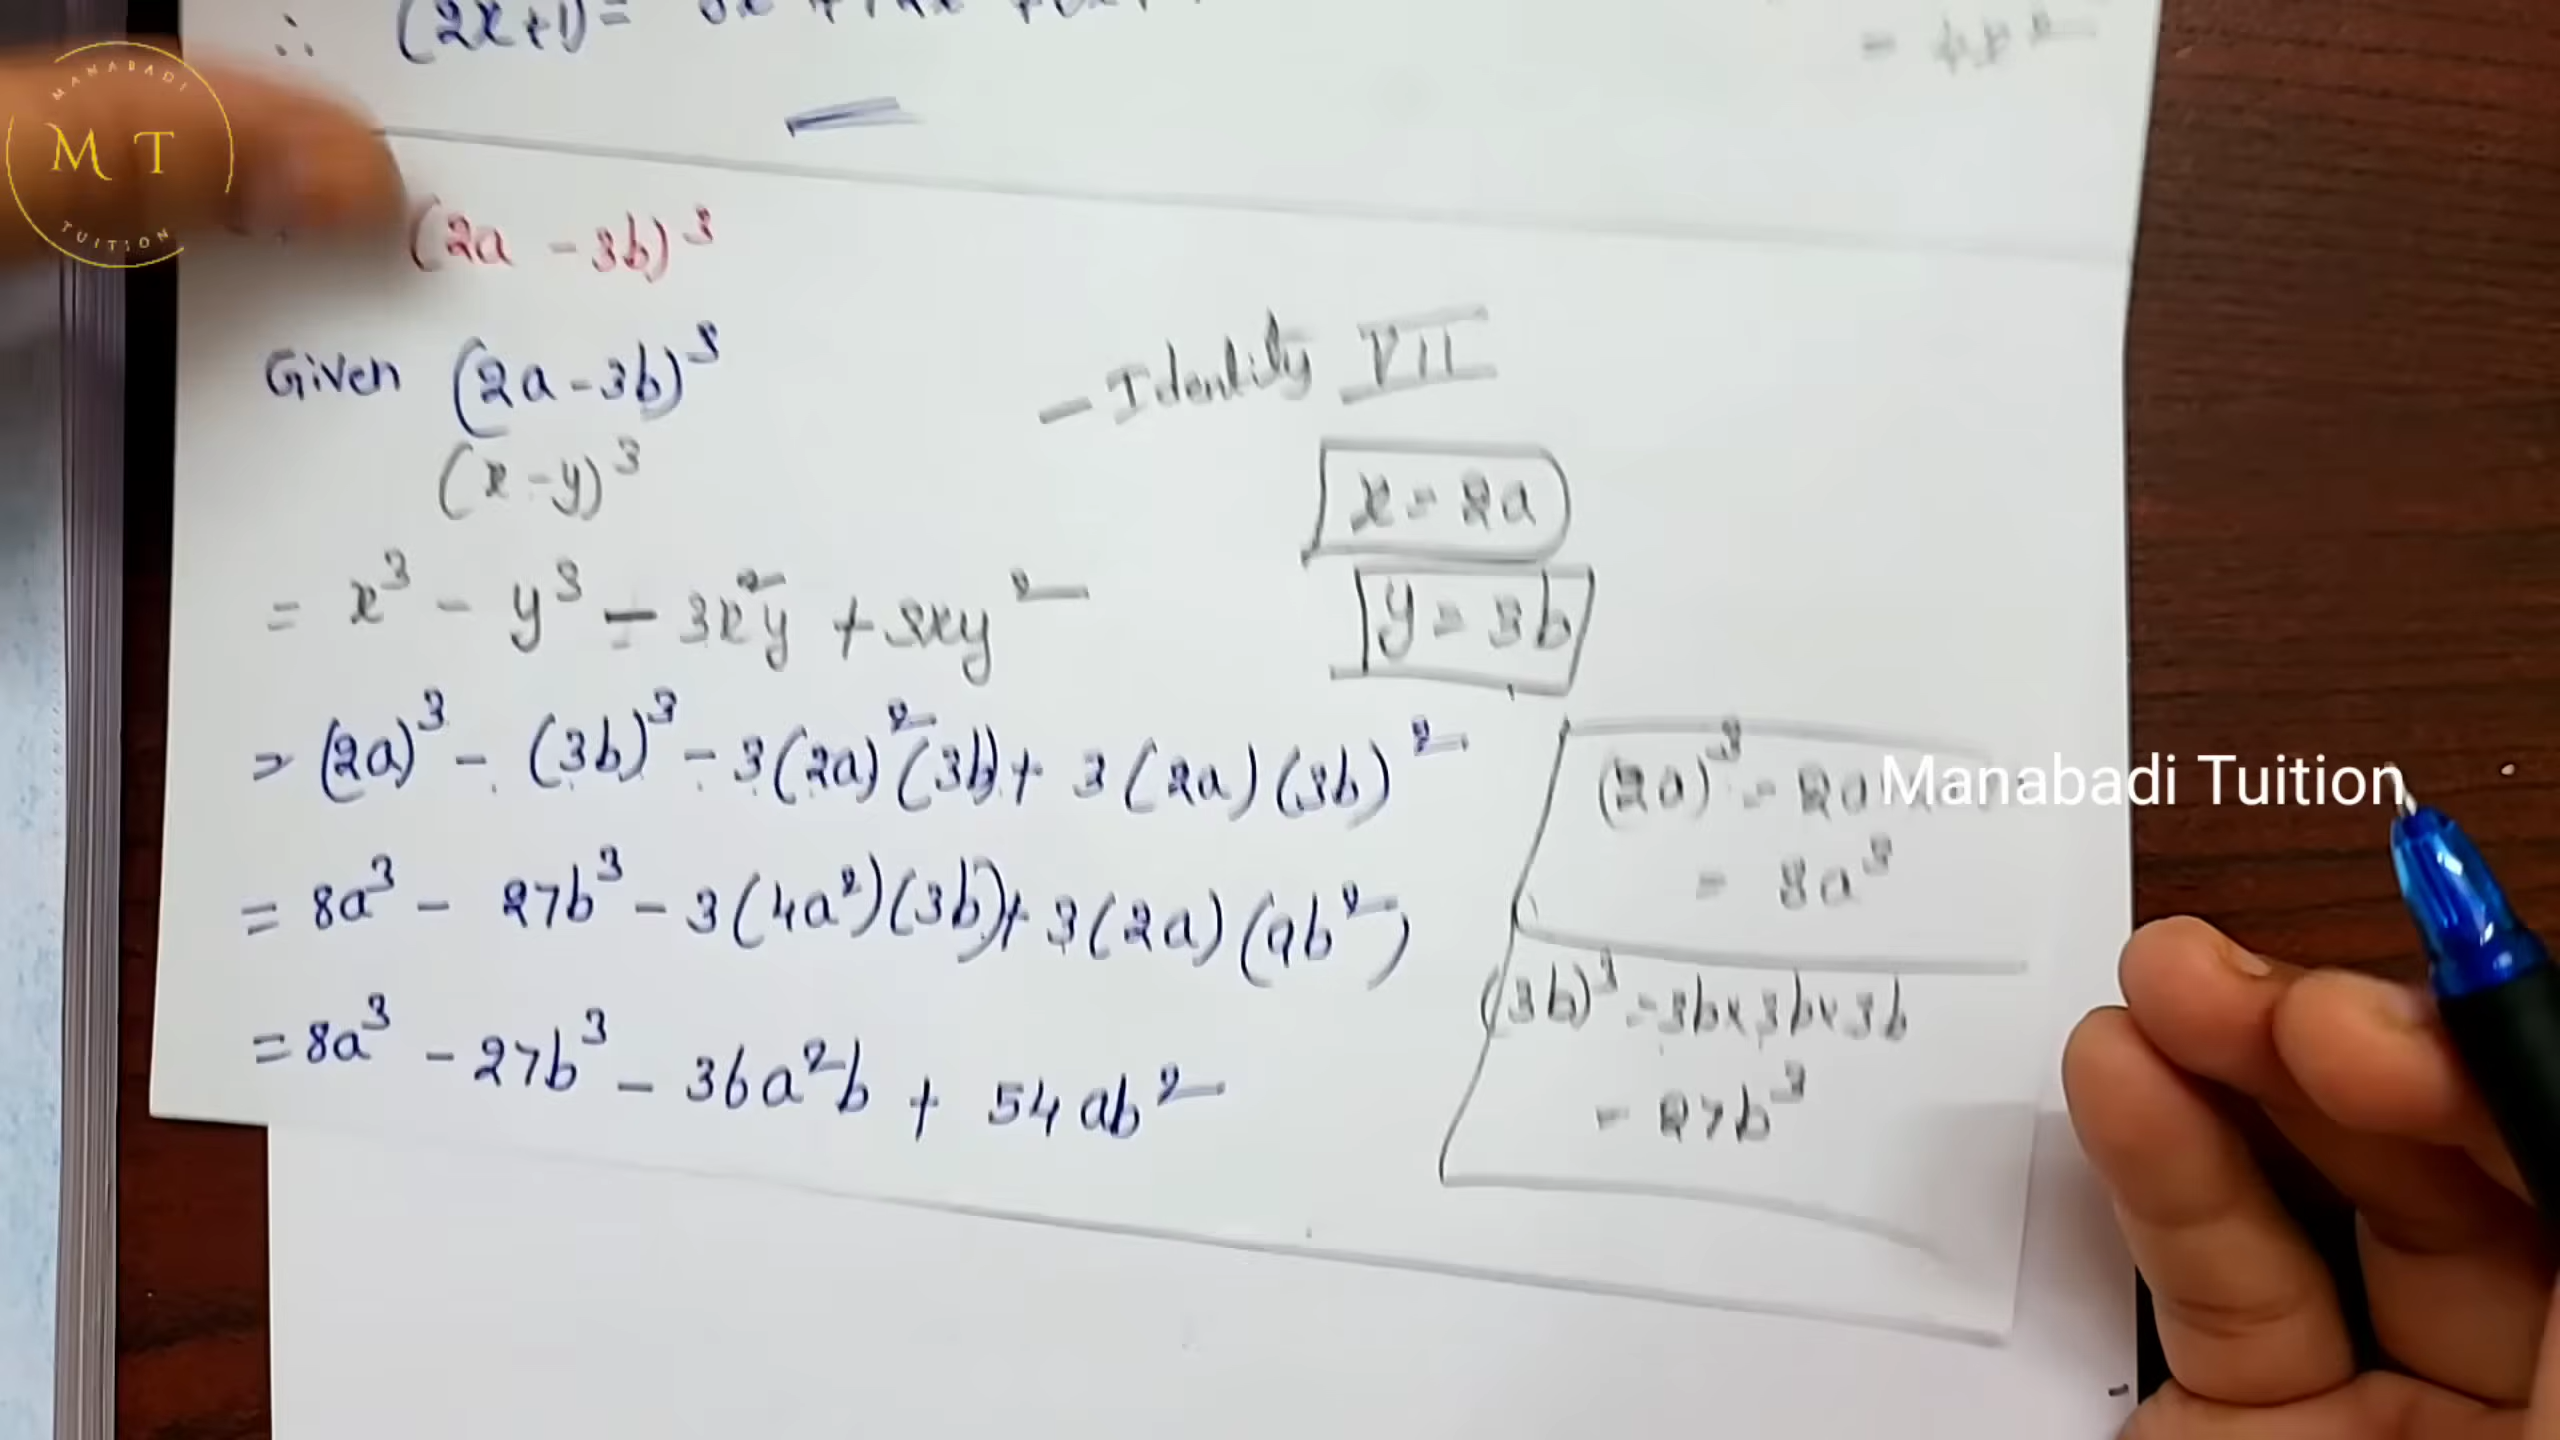 ∴ (2x+1) =
MANABADI
M T
TUITION
(2a - 3b)³
Given (2a-3b)³
- Identity VII
(x-y)³
x = 2a
= x³ - y³ - 3x²y + 3xy²
y = 3b
= (2a)³ - (3b)³ - 3(2a)²(3b) + 3(2a)(3b)²
(2a)³ = 2a
Manabadi Tuition
= 8a³ - 27b³ - 3(4a²)(3b) + 3(2a)(9b²)
= 8a³
(3b)³ = 3b×3b×3b
= 8a³ - 27b³ - 36a²b + 54ab²
= 27b³